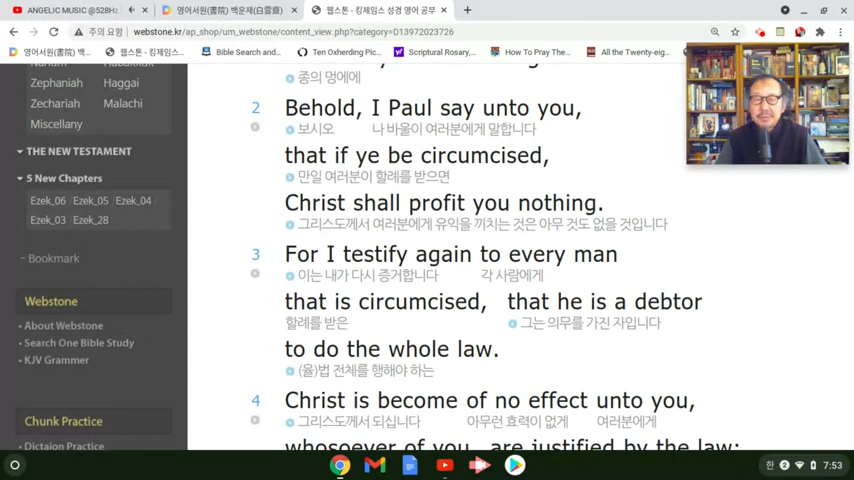 ANGELIC MUSIC @528Hz
영어서원(書院) 백운재(白雲齋)
웹스톤 - 킹제임스 성경 영어 공부
주의 요함
webstone.kr/ap_shop/um_webstone/content_view.php?category=D13972023726
영어서원(書院) 백...
웹스톤 - 킹제임스...
Bible Search and...
Ten Oxherding Pic...
Scriptural Rosary,...
How To Pray The...
All the Twenty-eig...
Nahum Habakkuk
Zephaniah Haggai
Zechariah Malachi
Miscellany
THE NEW TESTAMENT
5 New Chapters
Ezek_06 Ezek_05 Ezek_04
Ezek_03 Ezek_28
- Bookmark
Webstone
• About Webstone
• Search One Bible Study
• KJV Grammer
Chunk Practice
• Dictaion Practice
종의 멍에에
2 Behold, I Paul say unto you,
보시오 나 바울이 여러분에게 말합니다
that if ye be circumcised,
만일 여러분이 할례를 받으면
Christ shall profit you nothing.
그리스도께서 여러분에게 유익을 끼치는 것은 아무 것도 없을 것입니다
3 For I testify again to every man
이는 내가 다시 증거합니다 각 사람에게
that is circumcised, that he is a debtor
할례를 받은 그는 의무를 가진 자입니다
to do the whole law.
(율)법 전체를 행해야 하는
4 Christ is become of no effect unto you,
그리스도께서 되십니다 아무런 효력이 없게 여러분에게
whosoever of you are justified by the law;
한 2 7:53